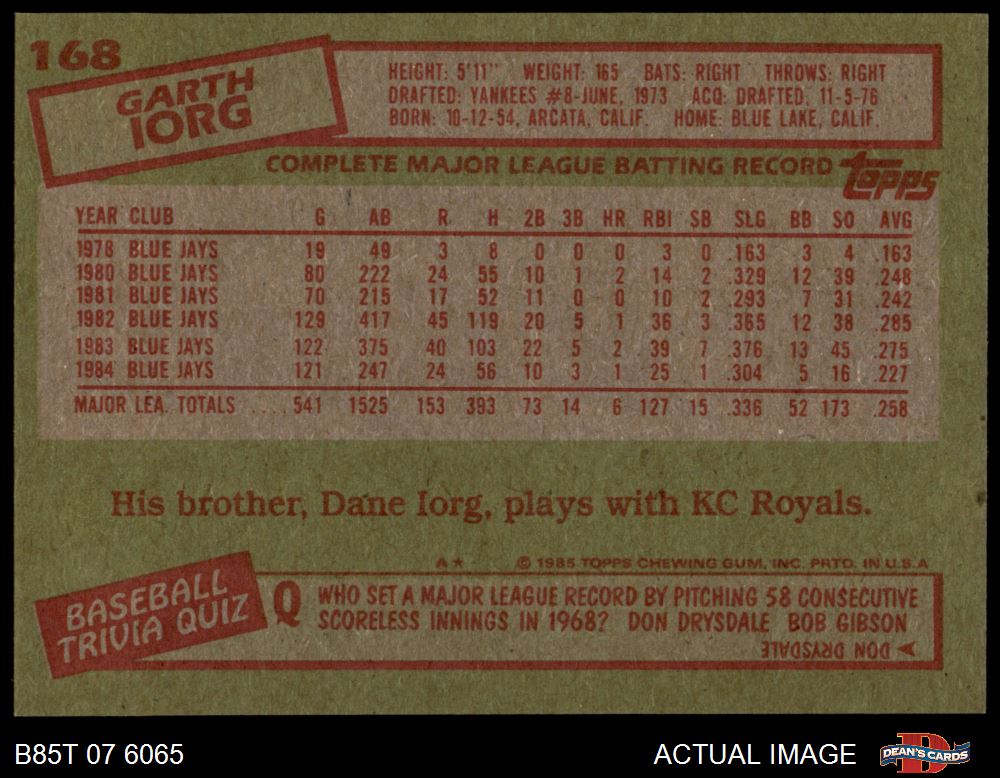 168
GARTH
IORG
HEIGHT: 5'11" WEIGHT: 165 BATS: RIGHT THROWS: RIGHT
DRAFTED: YANKEES #8-JUNE, 1973 ACQ: DRAFTED, 11-5-76
BORN: 10-12-54, ARCATA, CALIF. HOME: BLUE LAKE, CALIF.
COMPLETE MAJOR LEAGUE BATTING RECORD topps
YEAR CLUB G AB R H 2B 3B HR RBI SB SLG BB SO AVG
1978 BLUE JAYS 19 49 3 8 0 0 0 3 0 .163 3 4 .163
1980 BLUE JAYS 80 222 24 55 10 1 2 14 2 .329 12 39 .248
1981 BLUE JAYS 70 215 17 52 11 0 0 10 2 .293 7 31 .242
1982 BLUE JAYS 129 417 45 119 20 5 1 36 3 .365 12 38 .285
1983 BLUE JAYS 122 375 40 103 22 5 2 39 7 .376 13 45 .275
1984 BLUE JAYS 121 247 24 56 10 3 1 25 1 .304 5 16 .227
MAJOR LEA. TOTALS .... 541 1525 153 393 73 14 6 127 15 .336 52 173 .258
His brother, Dane Iorg, plays with KC Royals.
A★ © 1985 TOPPS CHEWING GUM, INC. PRTD. IN U.S.A
BASEBALL
TRIVIA QUIZ
Q WHO SET A MAJOR LEAGUE RECORD BY PITCHING 58 CONSECUTIVE
SCORELESS INNINGS IN 1968? DON DRYSDALE BOB GIBSON
DON DRYSDALE
B85T 07 6065
ACTUAL IMAGE
D
DEAN'S CARDS